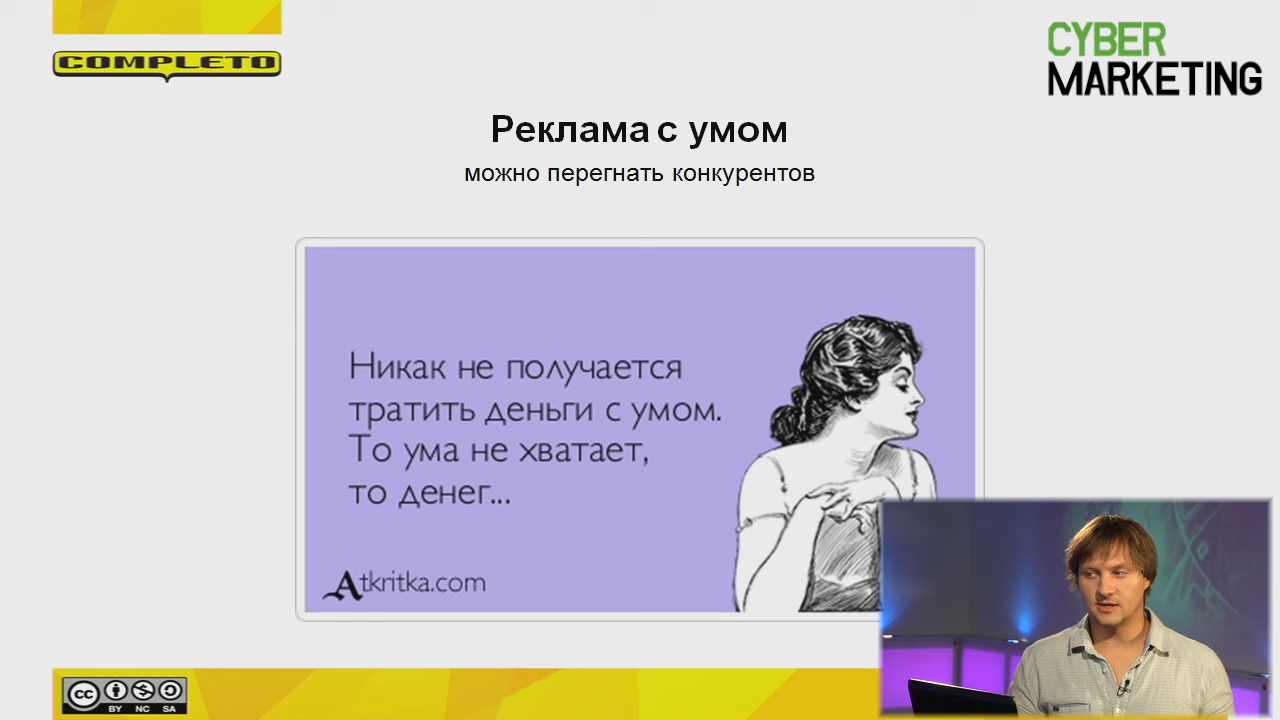 COMPLETO
CYBER
MARKETING
Реклама с умом
можно перегнать конкурентов
Никак не получается
тратить деньги с умом.
То ума не хватает,
то денег...
Atkritka.com
cc
BY NC SA